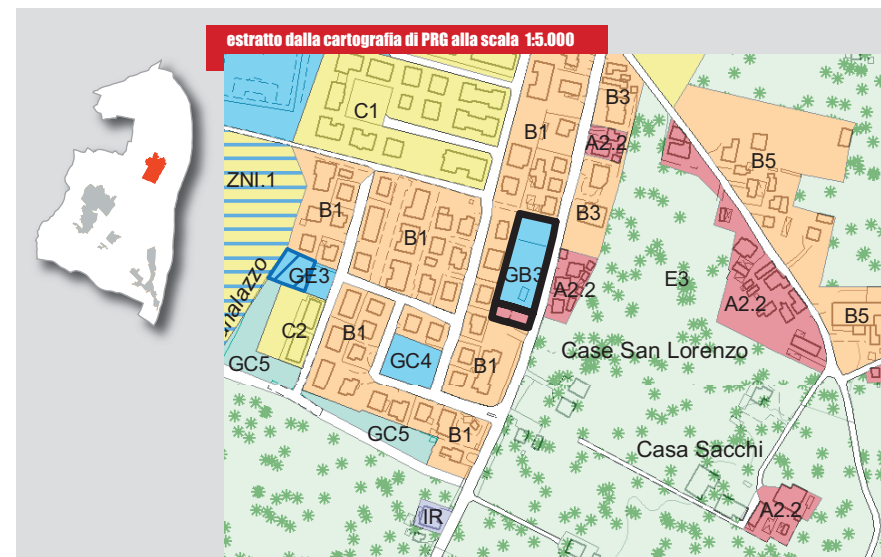 estratto dalla cartografia di PRG alla scala 1:5.000
C1
B1
B3
A2.2
B5
ZNI.1
B1
B1
B3
GE3
GB3
A2.2
E3
A2.2
C2
B1
GC4
B1
B5
GC5
Case San Lorenzo
GC5
B1
Casa Sacchi
IR
A2.2